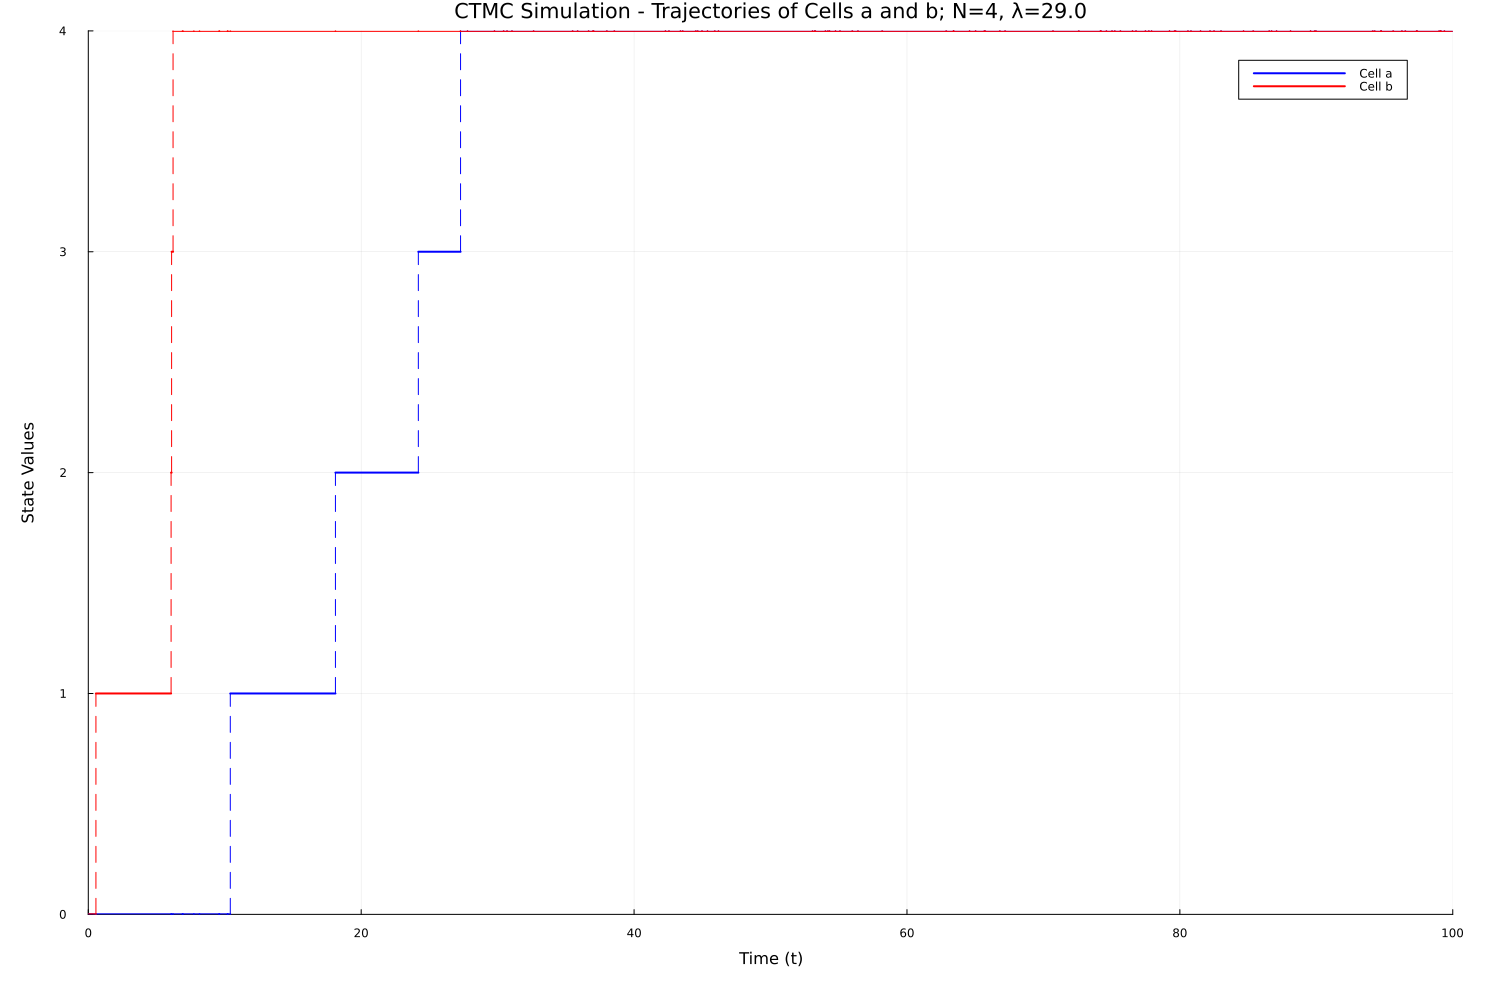 CTMC Simulation - Trajectories of Cells a and b; N=4, λ=29.0
4
Cell a
Cell b
3
State Values
2
1
0
0 20 40 60 80 100
Time (t)